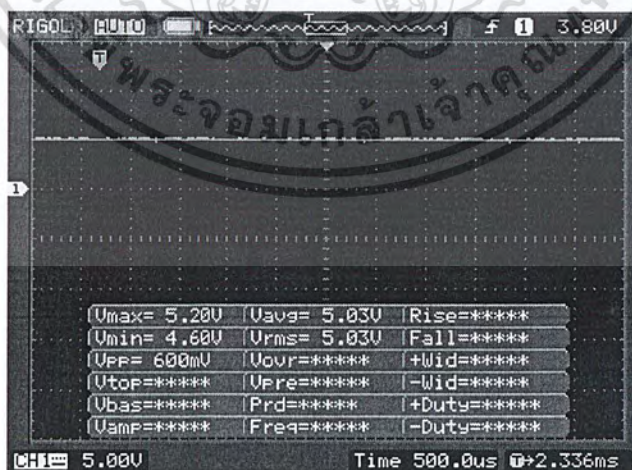 RIGOL AUTO T f 1 3.80V
T
พระจอมเกล้าเจ้าคุณ
1
Vmax= 5.20V Vavg= 5.03V Rise=*****
Vmin= 4.60V Vrms= 5.03V Fall=*****
Vpp= 600mV Vovr=***** +Wid=*****
Vtop=***** Vpre=***** -Wid=*****
Vbas=***** Prd=***** +Duty=*****
Vamp=***** Freq=***** -Duty=*****
CH1 5.00V Time 500.0us T→2.336ms